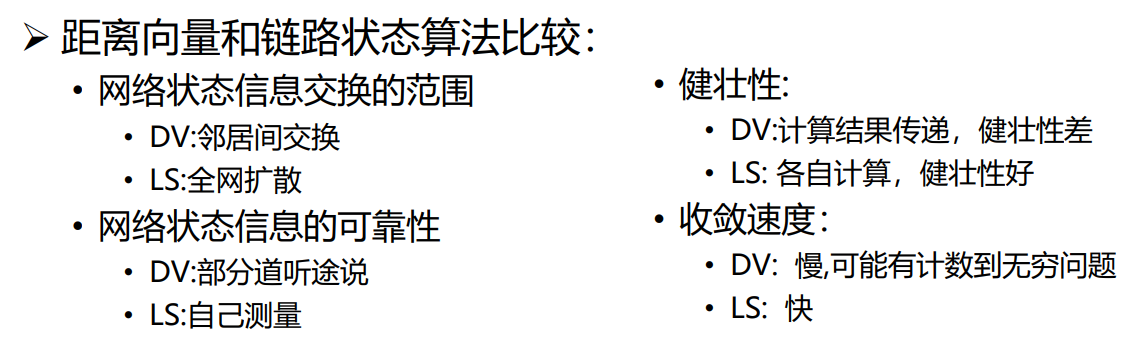 ➢ 距离向量和链路状态算法比较：
• 网络状态信息交换的范围
• DV:邻居间交换
• LS:全网扩散
• 网络状态信息的可靠性
• DV:部分道听途说
• LS:自己测量
• 健壮性:
• DV:计算结果传递，健壮性差
• LS: 各自计算，健壮性好
• 收敛速度：
• DV: 慢,可能有计数到无穷问题
• LS: 快